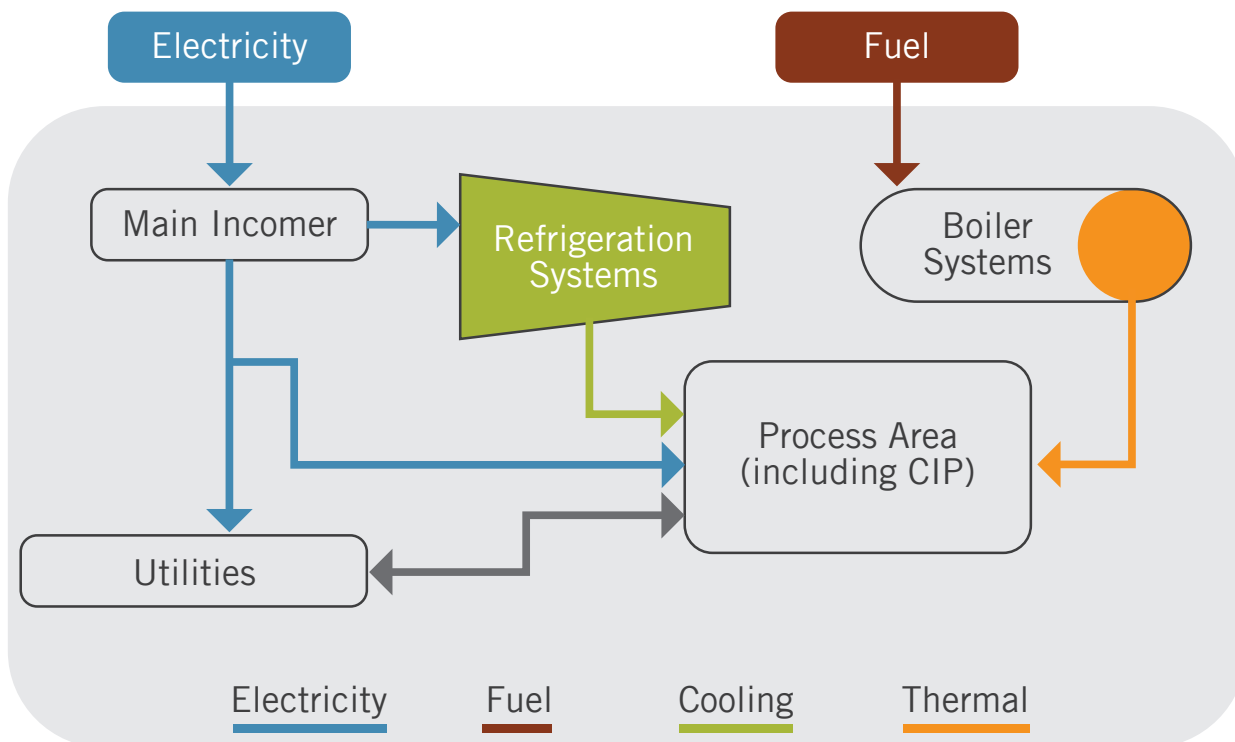 Electricity
Fuel
Main Incomer
Refrigeration
Systems
Boiler
Systems
Process Area
(including CIP)
Utilities
Electricity
Fuel
Cooling
Thermal